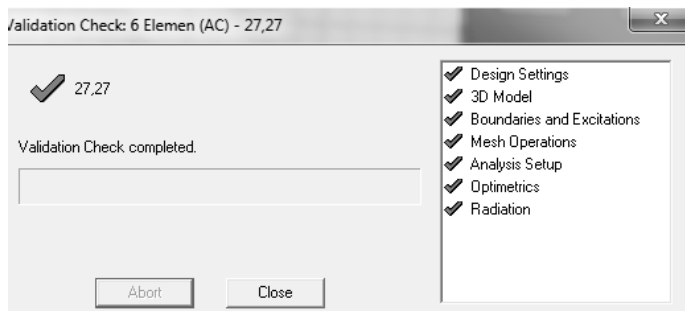 Validation Check: 6 Elemen (AC) - 27,27
27,27
Validation Check completed.
Abort
Close
Design Settings
3D Model
Boundaries and Excitations
Mesh Operations
Analysis Setup
Optimetrics
Radiation